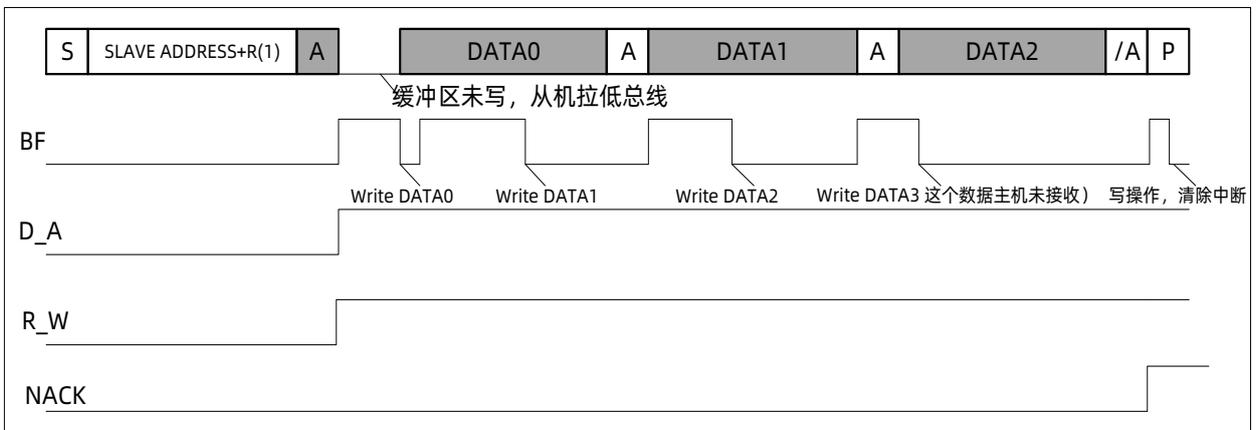 S SLAVE ADDRESS+R(1) A DATA0 A DATA1 A DATA2 /A P
缓冲区未写，从机拉低总线
BF
Write DATA0 Write DATA1 Write DATA2 Write DATA3 这个数据主机未接收） 写操作，清除中断
D_A
R_W
NACK